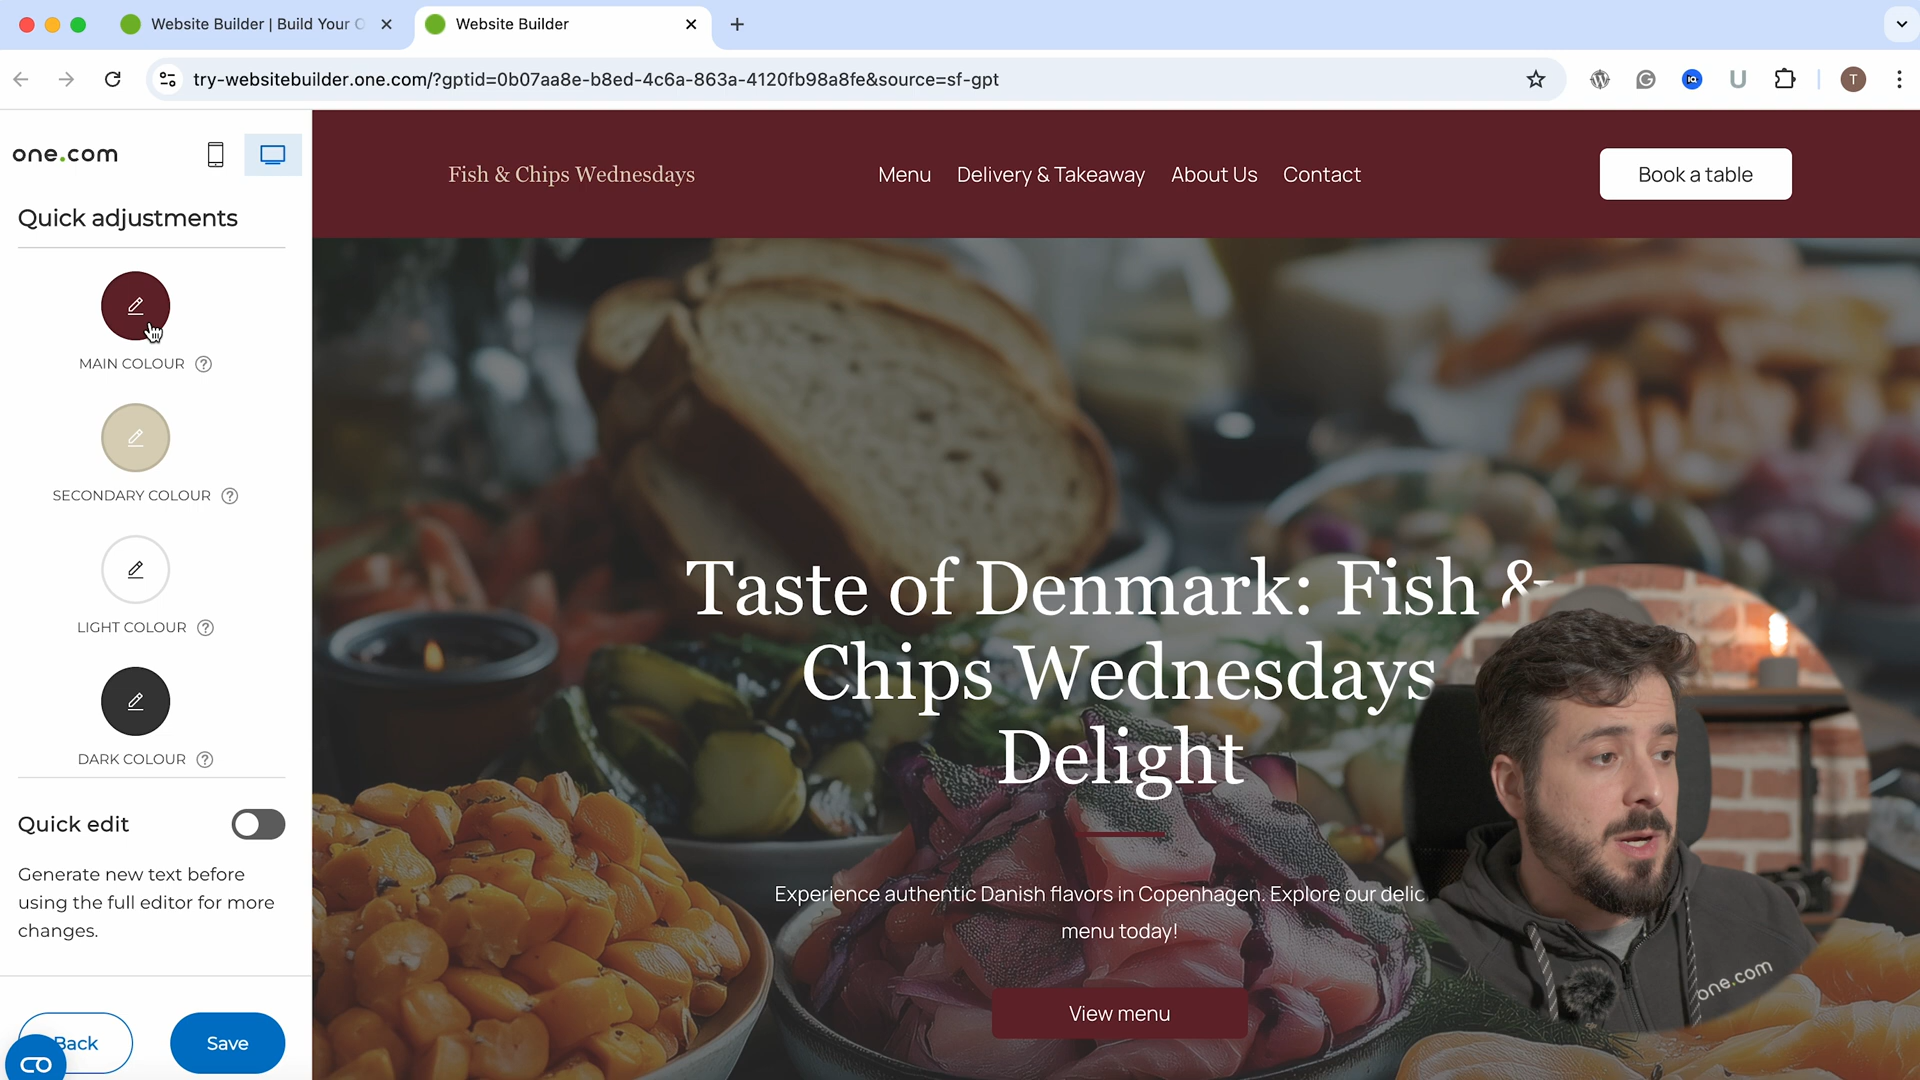 Website Builder | Build Your O
Website Builder
try-websitebuilder.one.com/?gptid=0b07aa8e-b8ed-4c6a-863a-4120fb98a8fe&source=sf-gpt
IQ
U
T
one.com
Quick adjustments
MAIN COLOUR ?
SECONDARY COLOUR ?
LIGHT COLOUR ?
DARK COLOUR ?
Quick edit
Generate new text before
using the full editor for more
changes.
Back
Save
Fish & Chips Wednesdays
Menu
Delivery & Takeaway
About Us
Contact
Book a table
Taste of Denmark: Fish &
Chips Wednesdays
Delight
Experience authentic Danish flavors in Copenhagen. Explore our delic
menu today!
View menu
one.com